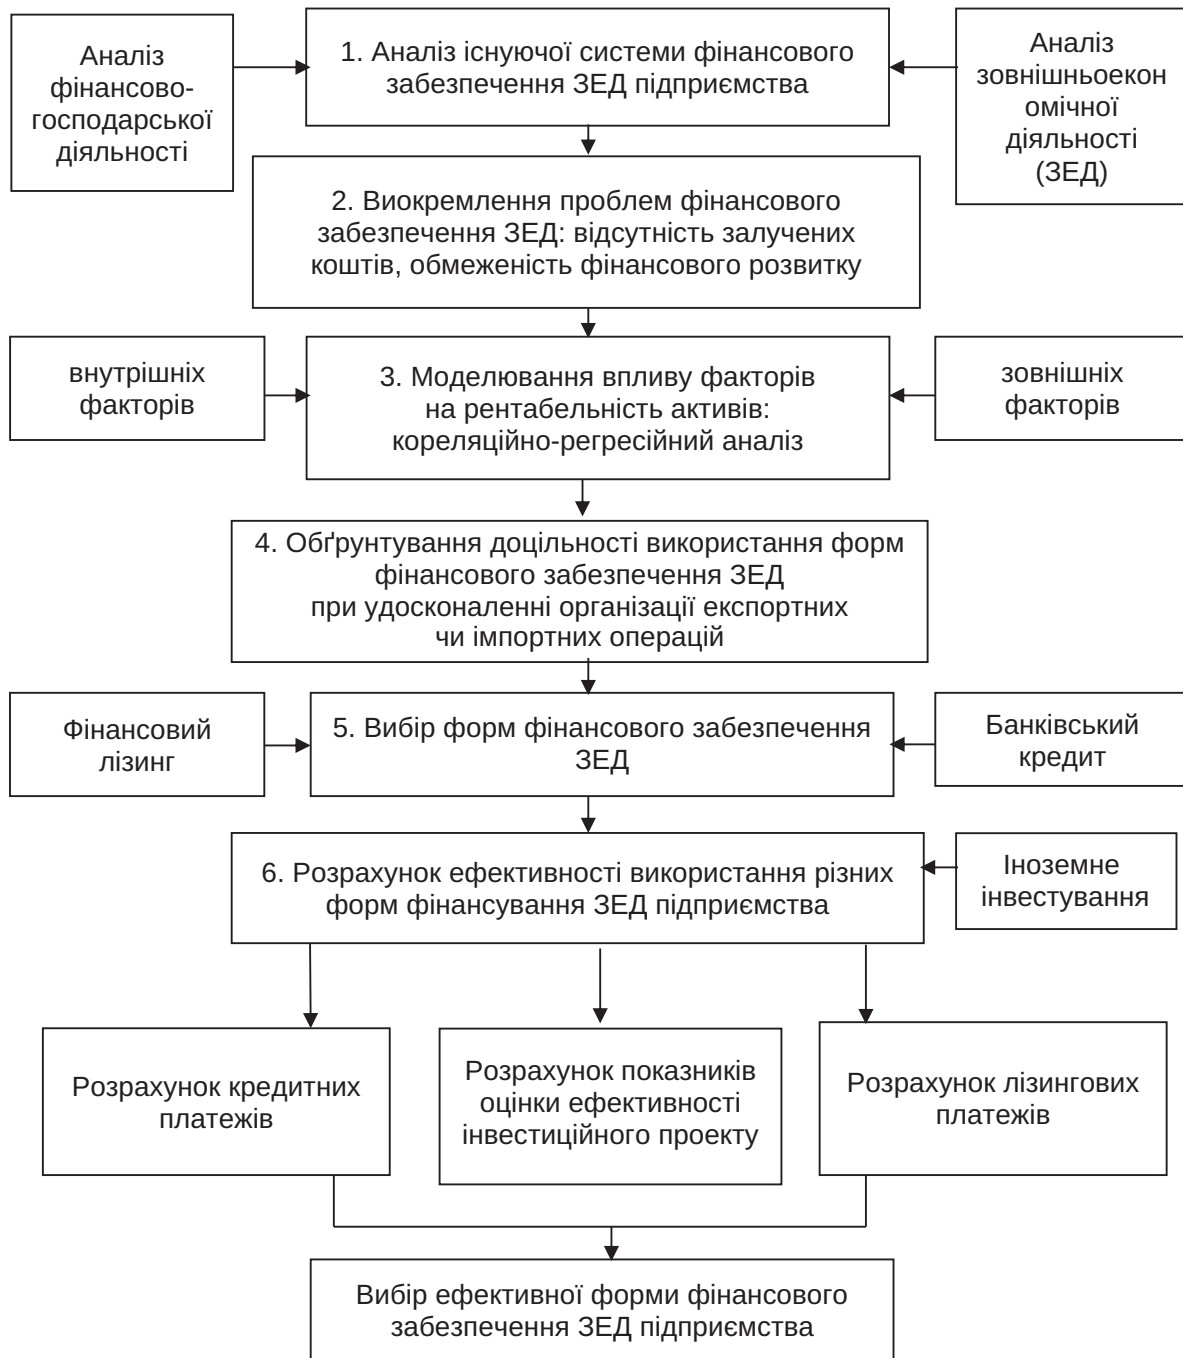 Аналіз
фінансово-
господарської
діяльності
1. Аналіз існуючої системи фінансового
забезпечення ЗЕД підприємства
Аналіз
зовнішньоекон
омічної
діяльності
(ЗЕД)
2. Виокремлення проблем фінансового
забезпечення ЗЕД: відсутність залучених
коштів, обмеженість фінансового розвитку
внутрішніх
факторів
3. Моделювання впливу факторів
на рентабельність активів:
кореляційно-регресійний аналіз
зовнішніх
факторів
4. Обґрунтування доцільності використання форм
фінансового забезпечення ЗЕД
при удосконаленні організації експортних
чи імпортних операцій
Фінансовий
лізинг
5. Вибір форм фінансового забезпечення
ЗЕД
Банківський
кредит
6. Розрахунок ефективності використання різних
форм фінансування ЗЕД підприємства
Іноземне
інвестування
Розрахунок кредитних
платежів
Розрахунок показників
оцінки ефективності
інвестиційного проекту
Розрахунок лізингових
платежів
Вибір ефективної форми фінансового
забезпечення ЗЕД підприємства